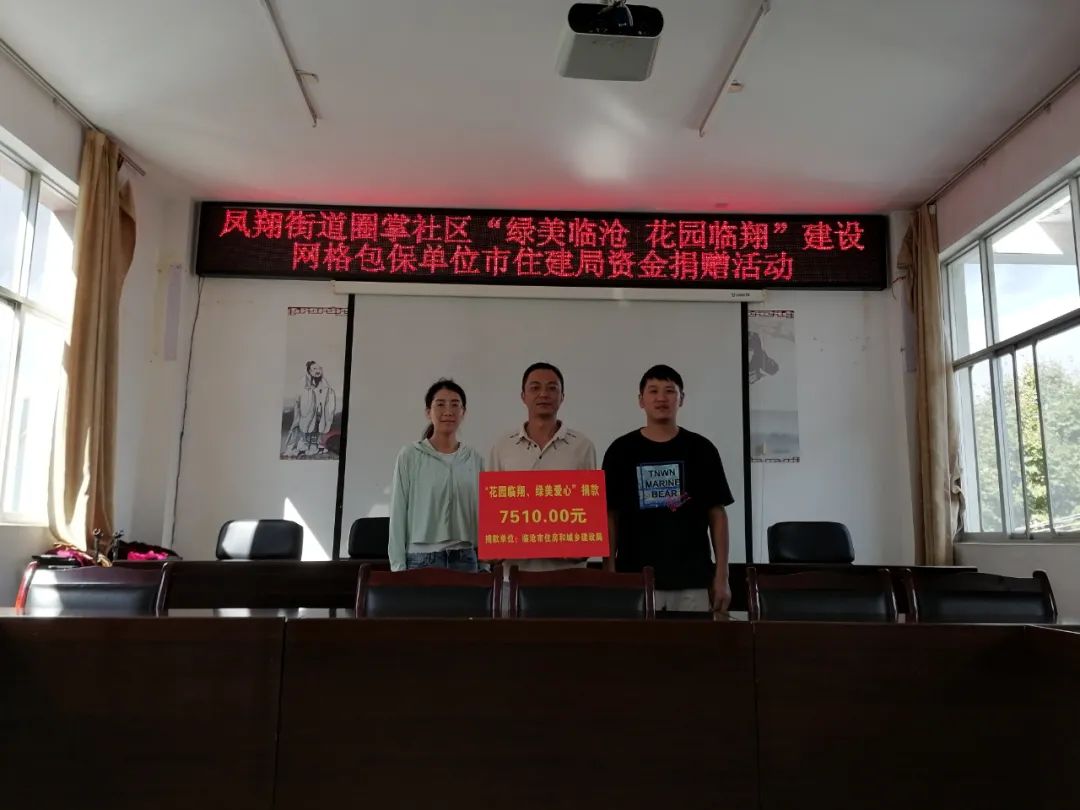 凤翔街道圈掌社区“绿美临沧 花园临翔”建设
网格包保单位市住建局资金捐赠活动
“花园临翔、绿美爱心”捐款
7510.00元
捐款单位：临沧市住房和城乡建设局
TNWN
MARINE
BEAR